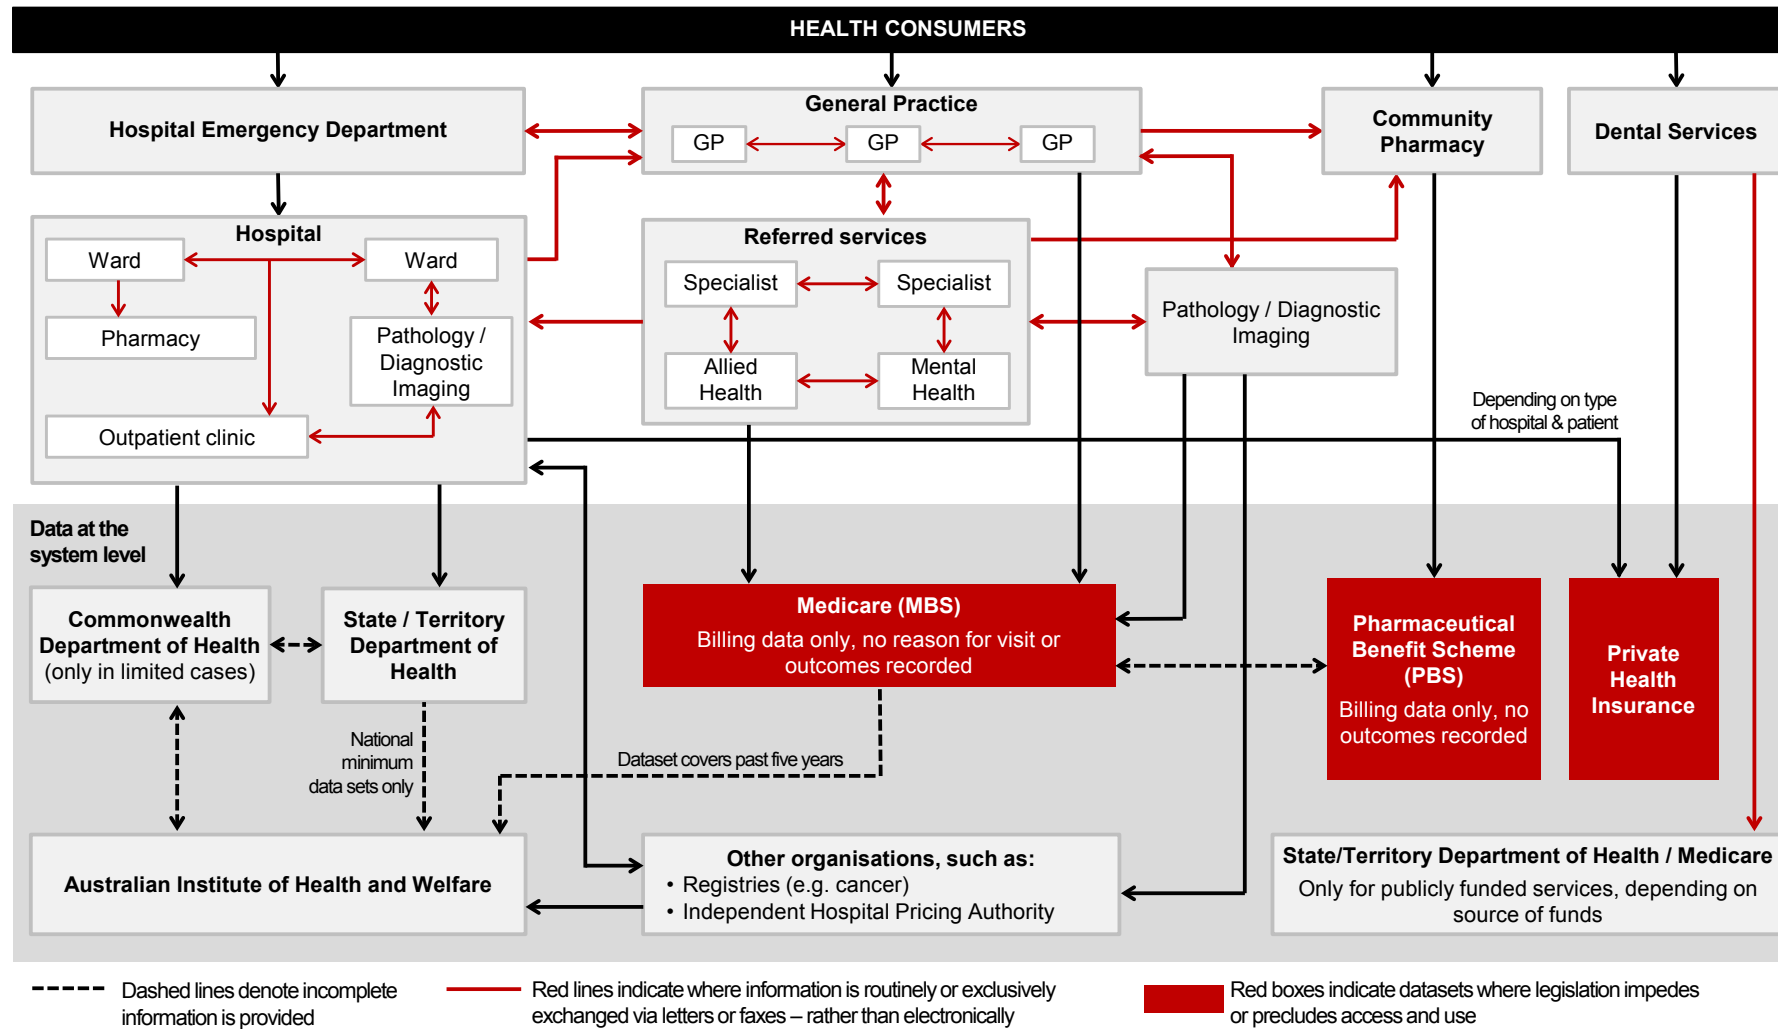 HEALTH CONSUMERS
Hospital Emergency Department
General Practice
GP
GP
GP
Community
Pharmacy
Dental Services
Hospital
Ward
Ward
Pharmacy
Pathology /
Diagnostic
Imaging
Outpatient clinic
Referred services
Specialist
Specialist
Allied
Health
Mental
Health
Pathology / Diagnostic
Imaging
Depending on type
of hospital & patient
Data at the
system level
Commonwealth
Department of Health
(only in limited cases)
State / Territory
Department of
Health
Medicare (MBS)
Billing data only, no reason for visit or
outcomes recorded
Pharmaceutical
Benefit Scheme
(PBS)
Billing data only, no
outcomes recorded
Private
Health
Insurance
National
minimum
data sets only
Dataset covers past five years
Australian Institute of Health and Welfare
Other organisations, such as:
• Registries (e.g. cancer)
• Independent Hospital Pricing Authority
State/Territory Department of Health / Medicare
Only for publicly funded services, depending on
source of funds
Dashed lines denote incomplete
information is provided
Red lines indicate where information is routinely or exclusively
exchanged via letters or faxes – rather than electronically
Red boxes indicate datasets where legislation impedes
or precludes access and use